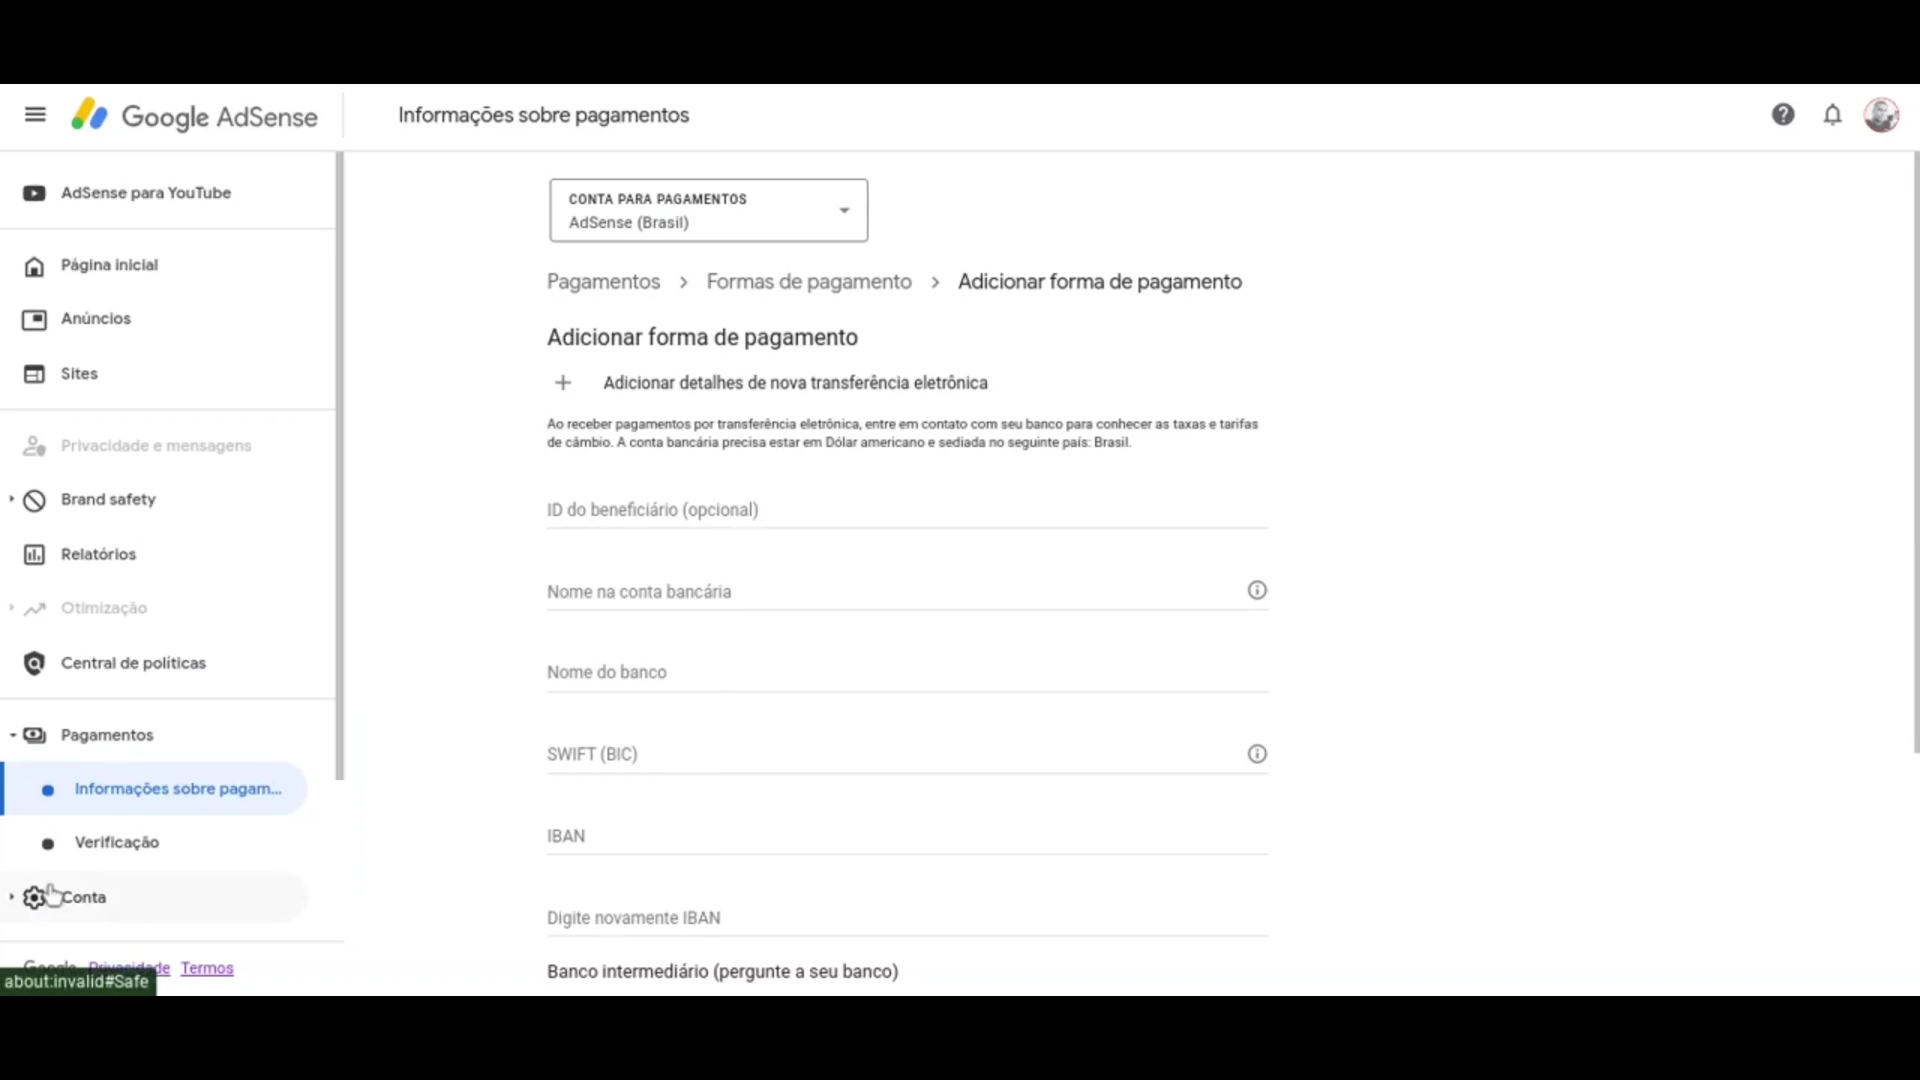 Google AdSense
Informações sobre pagamentos
AdSense para YouTube
Página inicial
Anúncios
Sites
Privacidade e mensagens
Brand safety
Relatórios
Otimização
Central de políticas
Pagamentos
Informações sobre pagam...
Verificação
Conta
Google Privacidade Termos
about:invalid#Safe
CONTA PARA PAGAMENTOS
AdSense (Brasil)
Pagamentos > Formas de pagamento > Adicionar forma de pagamento
Adicionar forma de pagamento
+ Adicionar detalhes de nova transferência eletrônica
Ao receber pagamentos por transferência eletrônica, entre em contato com seu banco para conhecer as taxas e tarifas
de câmbio. A conta bancária precisa estar em Dólar americano e sediada no seguinte país: Brasil.
ID do beneficiário (opcional)
Nome na conta bancária
Nome do banco
SWIFT (BIC)
IBAN
Digite novamente IBAN
Banco intermediário (pergunte a seu banco)